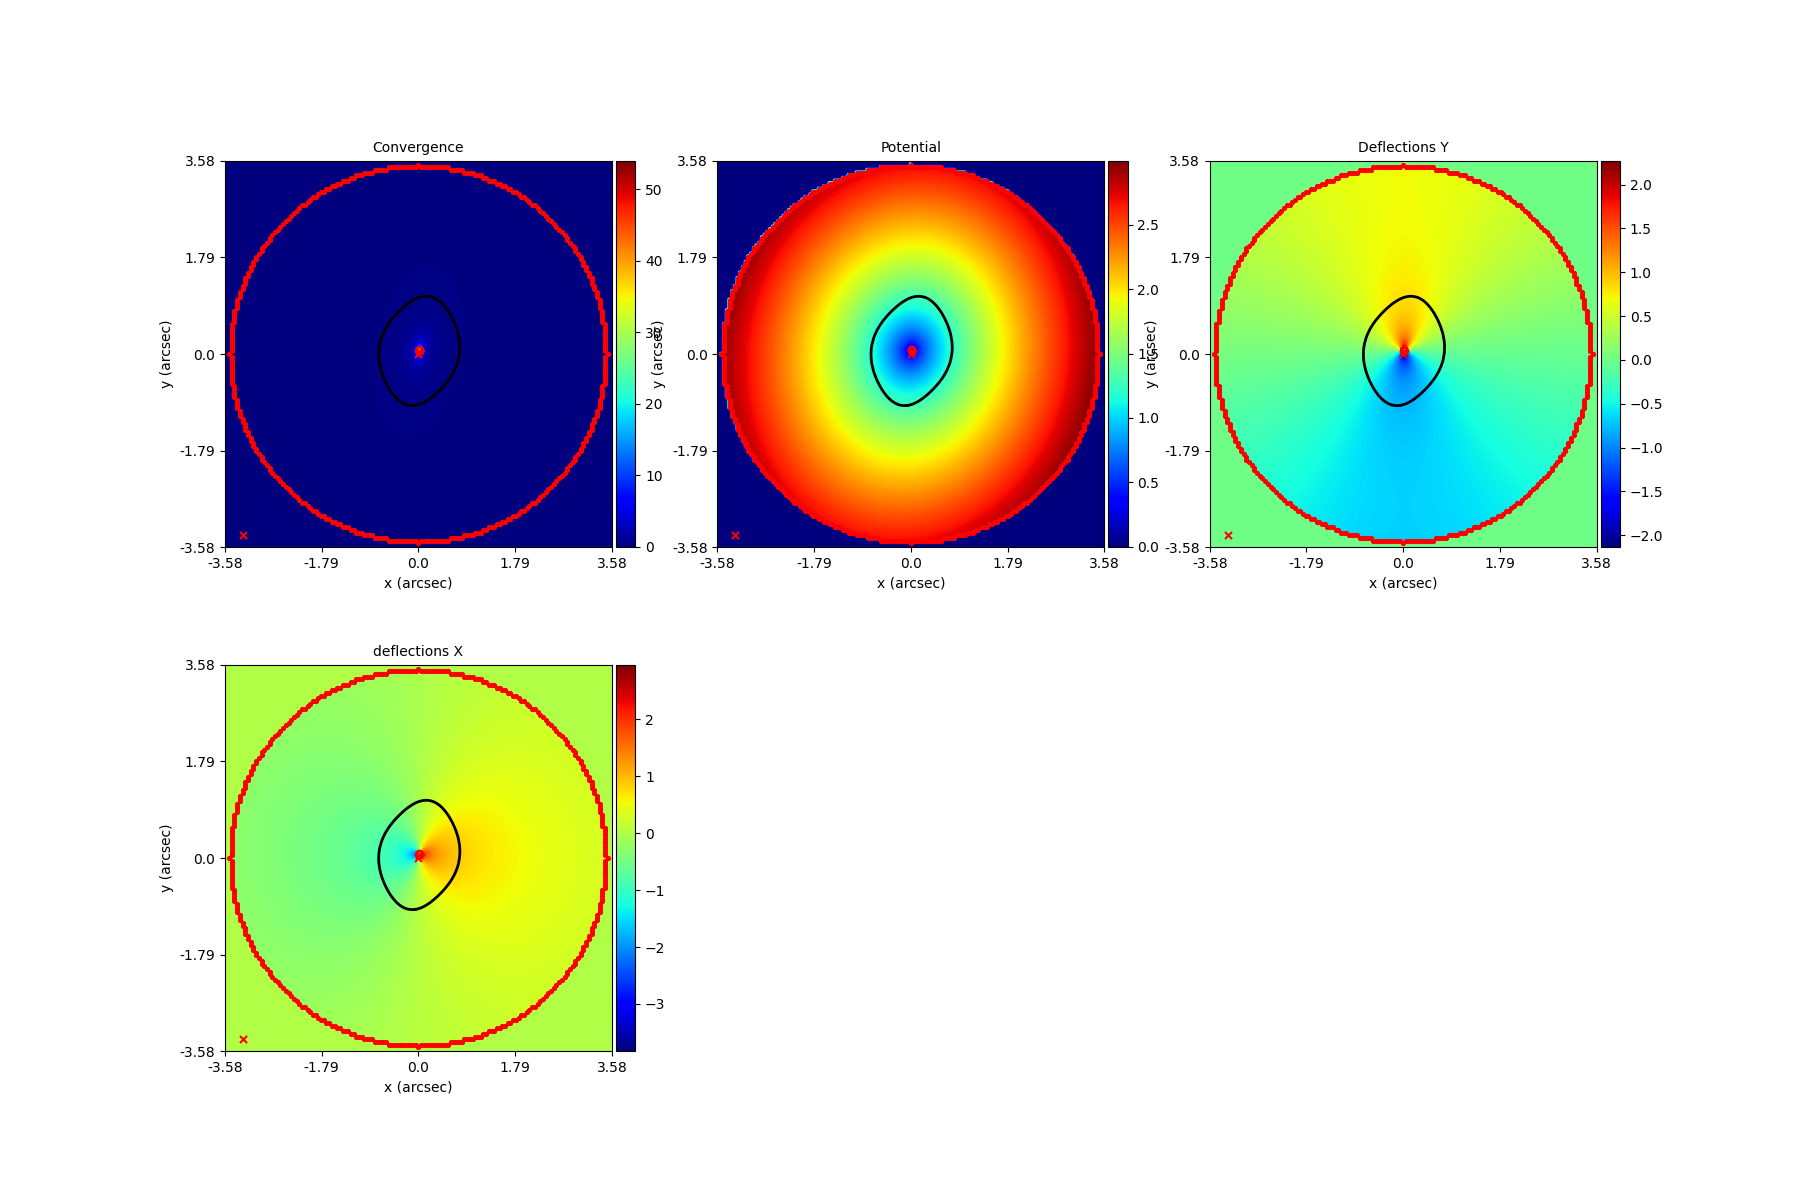 Convergence
3.58
1.79
0.0
-1.79
-3.58
y (arcsec)
-3.58 -1.79 0.0 1.79 3.58
x (arcsec)
50
40
30
20
10
0
Potential
3.58
1.79
0.0
-1.79
-3.58
y (arcsec)
-3.58 -1.79 0.0 1.79 3.58
x (arcsec)
2.5
2.0
1.5
1.0
0.5
0.0
Deflections Y
3.58
1.79
0.0
-1.79
-3.58
y (arcsec)
-3.58 -1.79 0.0 1.79 3.58
x (arcsec)
2.0
1.5
1.0
0.5
0.0
−0.5
−1.0
−1.5
−2.0
deflections X
3.58
1.79
0.0
-1.79
-3.58
y (arcsec)
-3.58 -1.79 0.0 1.79 3.58
x (arcsec)
2
1
0
−1
−2
−3